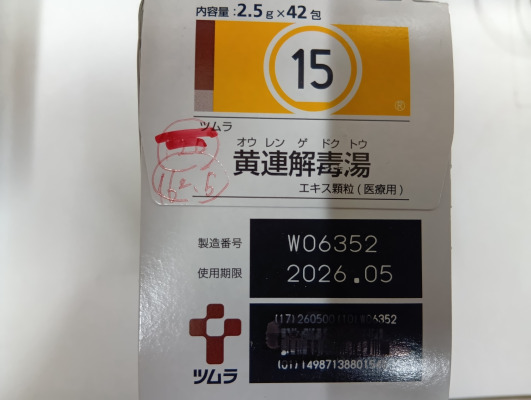 内容量:2.5g×42包
15
®
ツムラ
オウ レン ゲ ドク トウ
黄連解毒湯
エキス顆粒(医療用)
製造番号 W06352
使用期限 2026.05
ツムラ